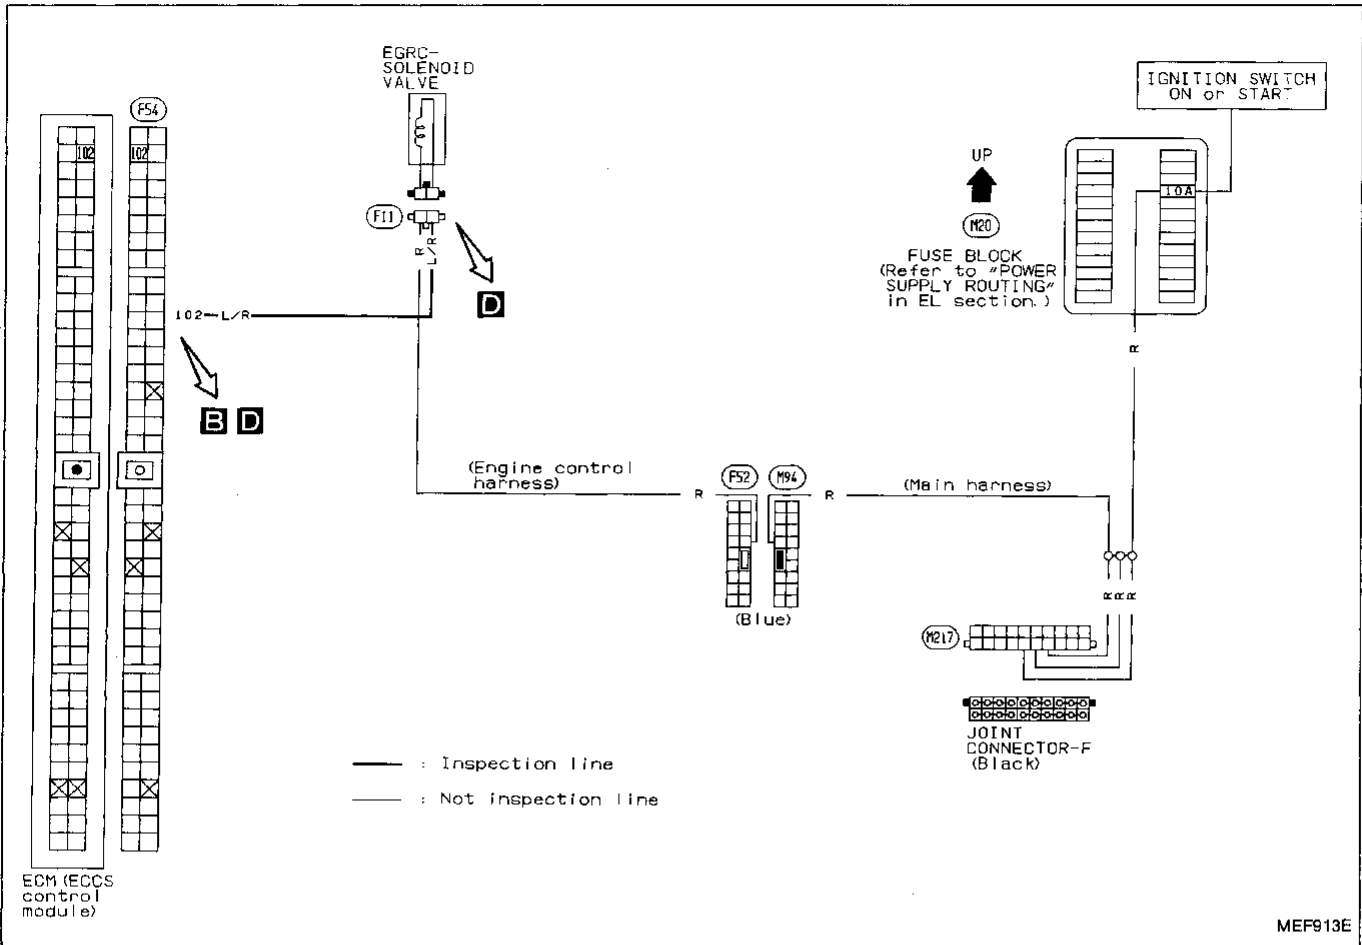 EGRC-
SOLENOID
VALVE
IGNITION SWITCH
ON or START
F54
102
102
UP
10A
F11
M20
R
L/R
FUSE BLOCK
(Refer to "POWER
SUPPLY ROUTING"
in EL section.)
D
102 L/R
R
B D
(Engine control
harness)
R
F52
M94
R
(Main harness)
R R R
(Blue)
M217
JOINT
CONNECTOR-F
(Black)
: Inspection line
: Not inspection line
ECM (ECCS
control
module)
MEF913E